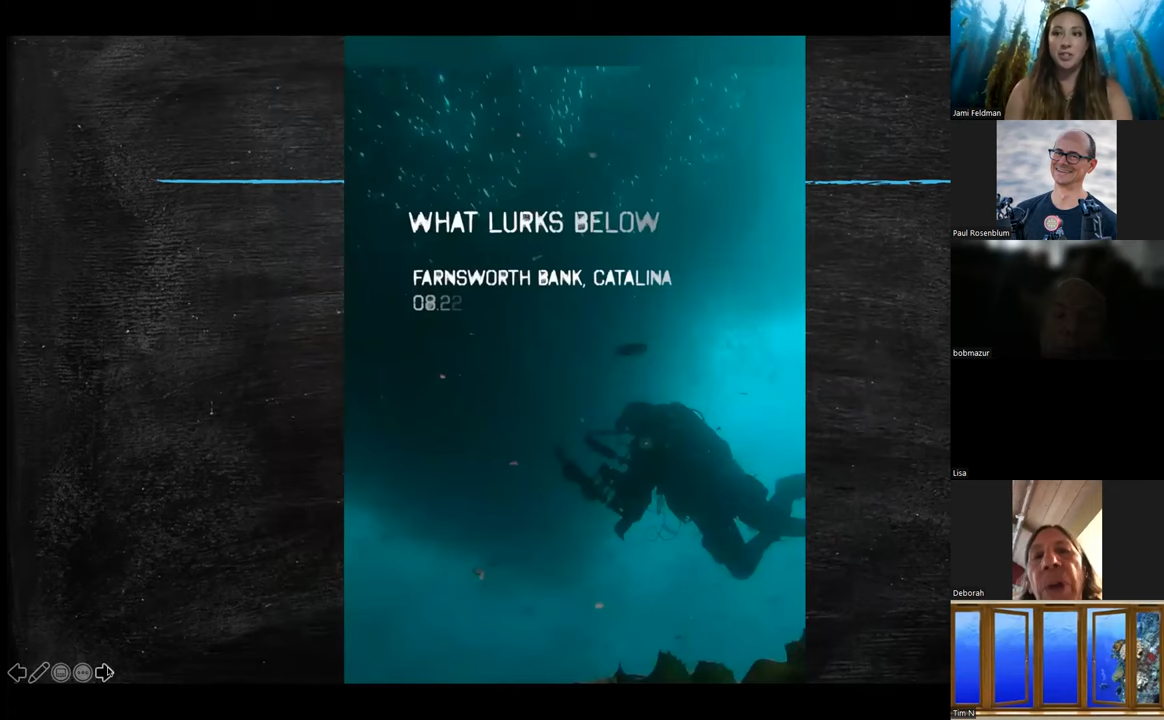 WHAT LURKS BELOW
FARNSWORTH BANK, CATALINA
08.22
Jami Feldman
Paul Rosenblum
bobmazur
Lisa
Deborah
Tim N